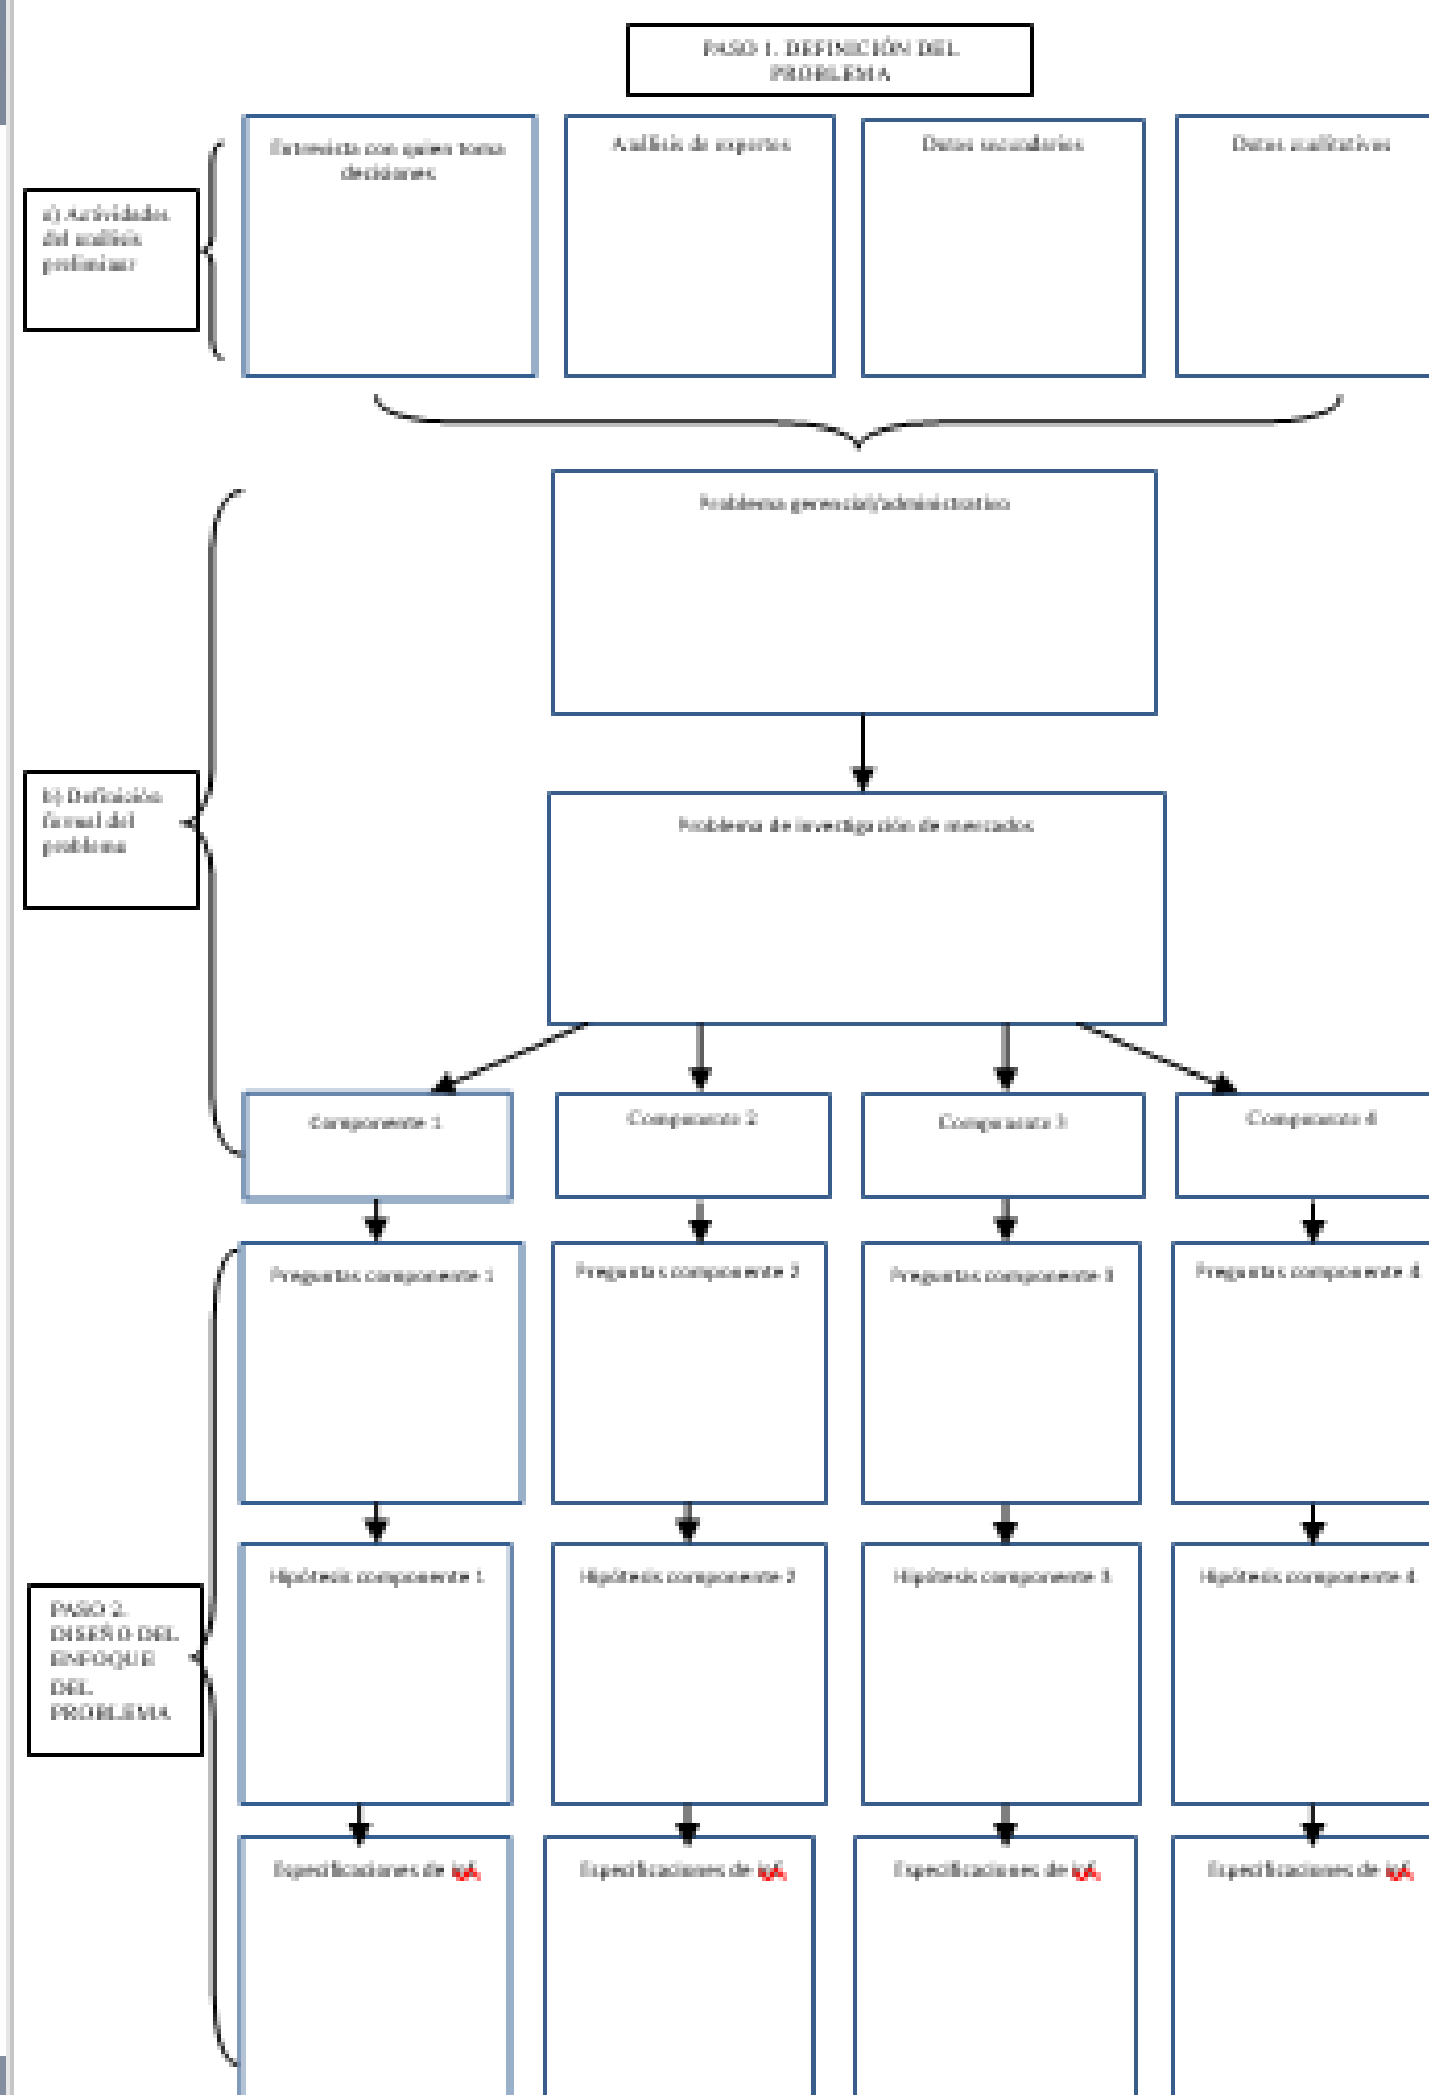 PASO 1. DEFINICIÓN DEL
PROBLEMA
Entrevista con quien toma
decisiones
Análisis de expertos
Datos secundarios
Datos cualitativos
a) Actividades
del análisis
preliminar
Problema gerencial/administrativo
b) Definición
formal del
problema
Problema de investigación de mercados
Componente 1
Componente 2
Componente 3
Componente 4
Preguntas componente 1
Preguntas componente 2
Preguntas componente 3
Preguntas componente 4
Hipótesis componente 1
Hipótesis componente 2
Hipótesis componente 3
Hipótesis componente 4
PASO 2.
DISEÑO DEL
ENFOQUE
DEL
PROBLEMA
Especificaciones de
Especificaciones de
Especificaciones de
Especificaciones de